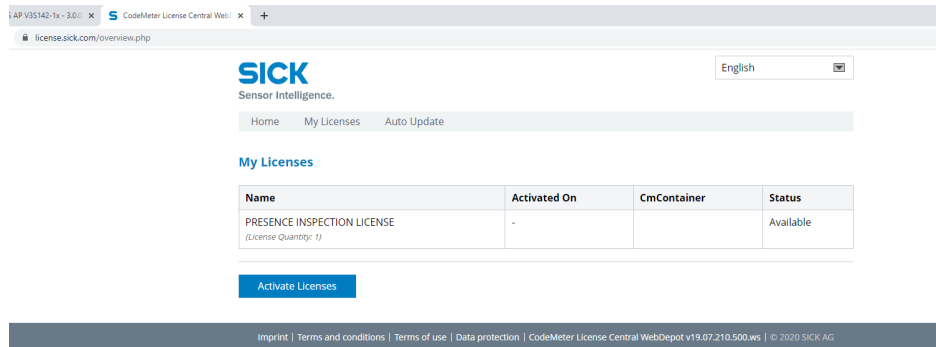 S AP V3S142-1x - 3.0.0
CodeMeter License Central Web
license.sick.com/overview.php
SICK
Sensor Intelligence.
English
Home My Licenses Auto Update
My Licenses
Name Activated On CmContainer Status
PRESENCE INSPECTION LICENSE - Available
(License Quantity: 1)
Activate Licenses
Imprint | Terms and conditions | Terms of use | Data protection | CodeMeter License Central WebDepot v19.07.210.500.ws | © 2020 SICK AG